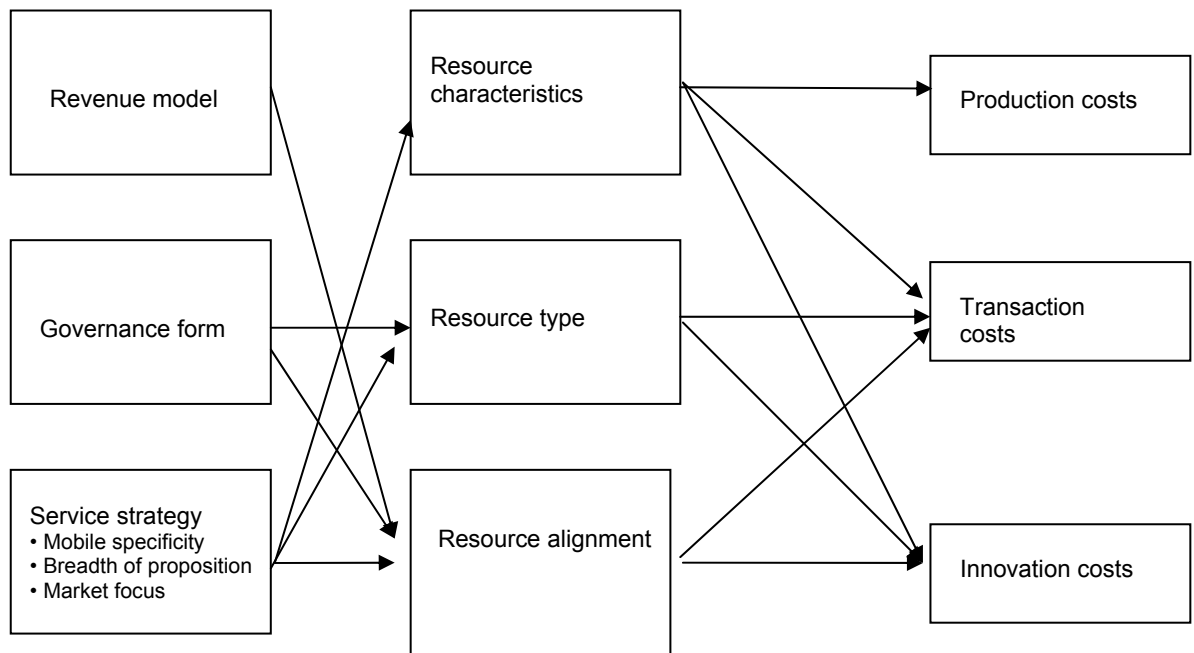 Revenue model
Resource
characteristics
Production costs
Governance form
Resource type
Transaction
costs
Service strategy
• Mobile specificity
• Breadth of proposition
• Market focus
Resource alignment
Innovation costs